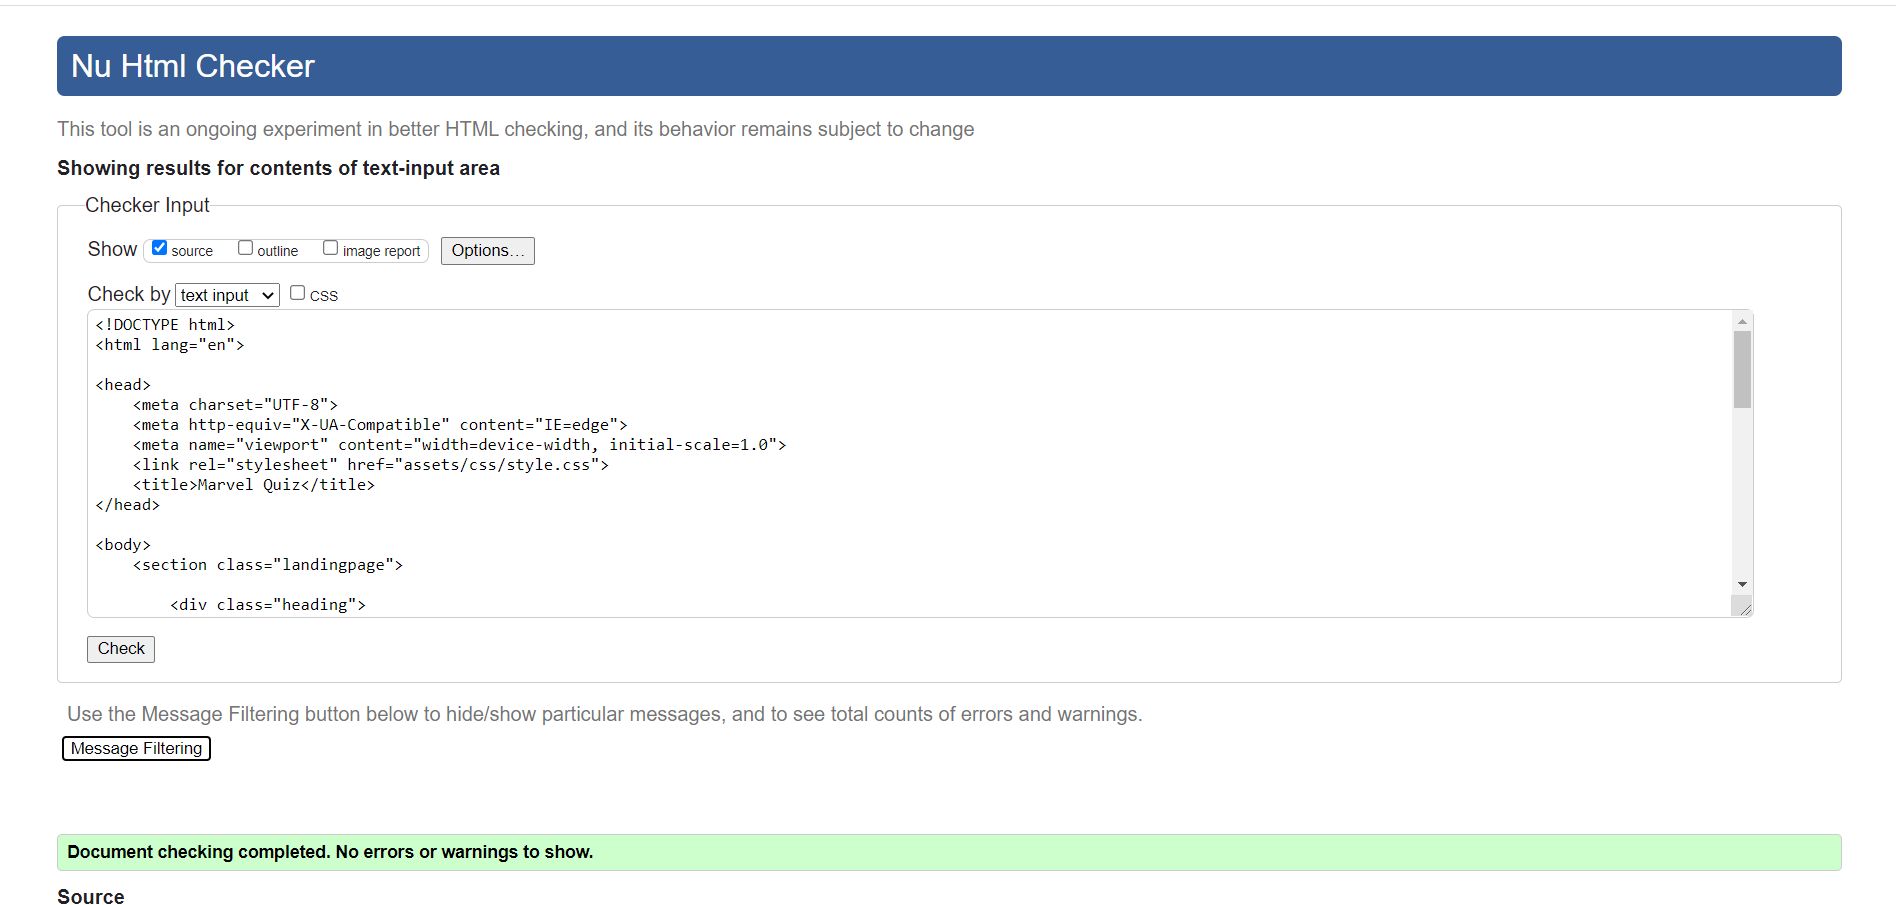 Nu Html Checker
This tool is an ongoing experiment in better HTML checking, and its behavior remains subject to change
Showing results for contents of text-input area
Checker Input
Show source outline image report Options...
Check by text input CSS
<!DOCTYPE html>
<html lang="en">
<head>
    <meta charset="UTF-8">
    <meta http-equiv="X-UA-Compatible" content="IE=edge">
    <meta name="viewport" content="width=device-width, initial-scale=1.0">
    <link rel="stylesheet" href="assets/css/style.css">
    <title>Marvel Quiz</title>
</head>
<body>
    <section class="landingpage">
        <div class="heading">
Check
Use the Message Filtering button below to hide/show particular messages, and to see total counts of errors and warnings.
Message Filtering
Document checking completed. No errors or warnings to show.
Source